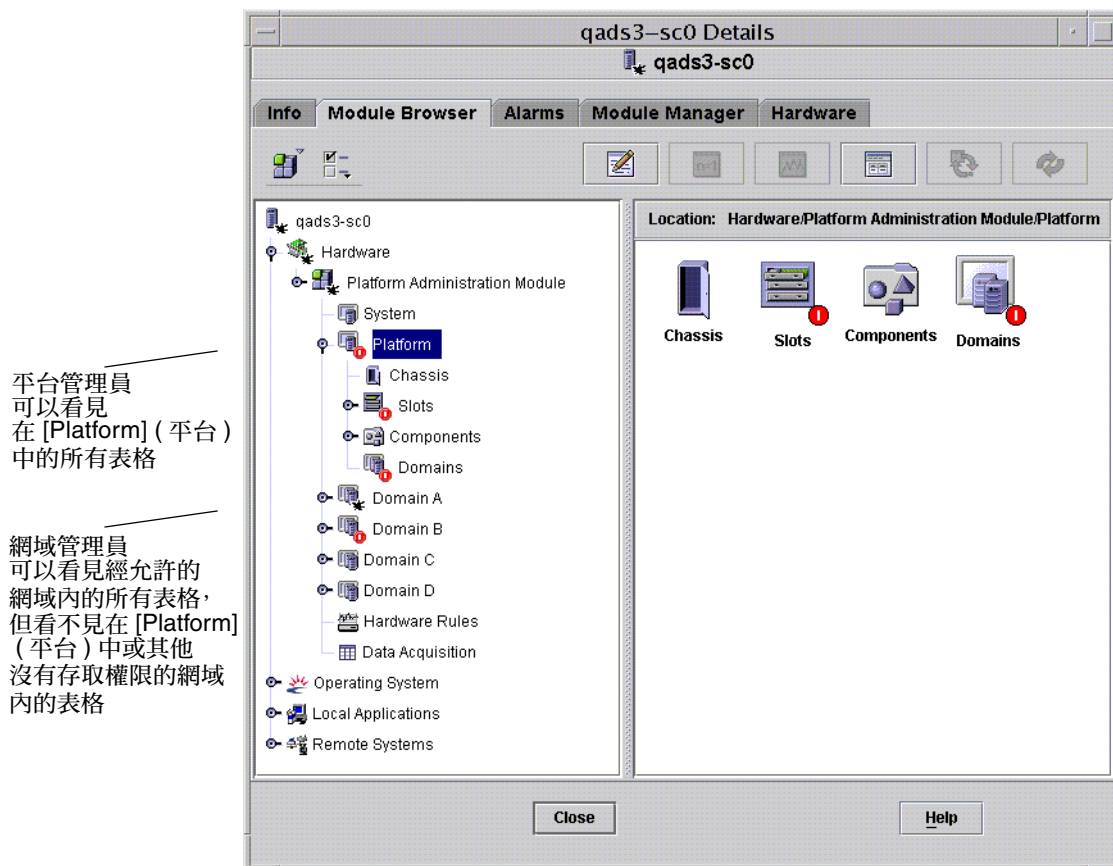 qads3–sc0 Details
qads3-sc0
Info
Module Browser
Alarms
Module Manager
Hardware
n=1
qads3-sc0
Hardware
Platform Administration Module
System
Platform
Chassis
Slots
Components
Domains
Domain A
Domain B
Domain C
Domain D
Hardware Rules
Data Acquisition
Operating System
Local Applications
Remote Systems
Location: Hardware/Platform Administration Module/Platform
Chassis
Slots
Components
Domains
平台管理員
可以看見
在 [Platform] ( 平台 )
中的所有表格
網域管理員
可以看見經允許的
網域內的所有表格，
但看不見在 [Platform]
( 平台 ) 中或其他
沒有存取權限的網域
內的表格
Close
Help